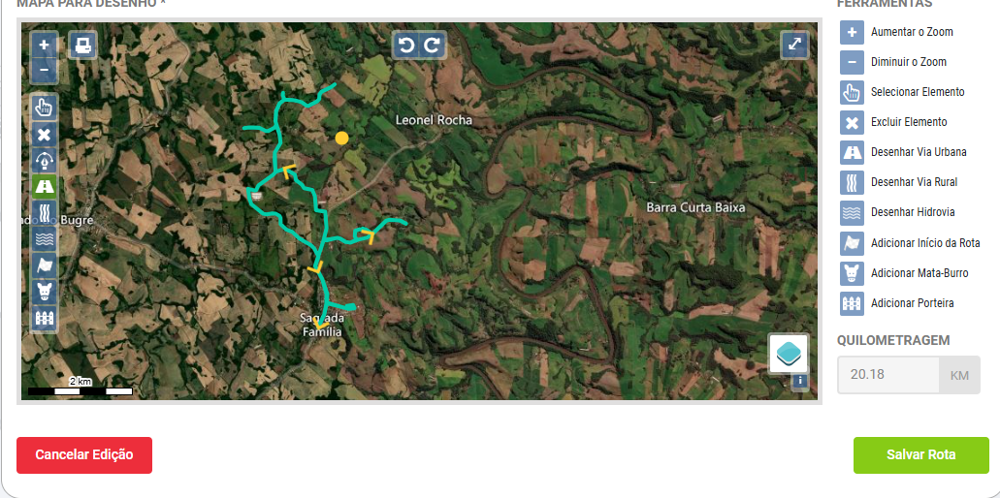 MAPA PARA DESENHO *
FERRAMENTAS
+
Aumentar o Zoom
−
Diminuir o Zoom
Selecionar Elemento
Excluir Elemento
Desenhar Via Urbana
Desenhar Via Rural
Desenhar Hidrovia
Adicionar Início da Rota
Adicionar Mata-Burro
Adicionar Porteira
Leonel Rocha
Barra Curta Baixa
Bugre
Sagrada
Família
2 km
i
QUILOMETRAGEM
20.18 KM
Cancelar Edição
Salvar Rota